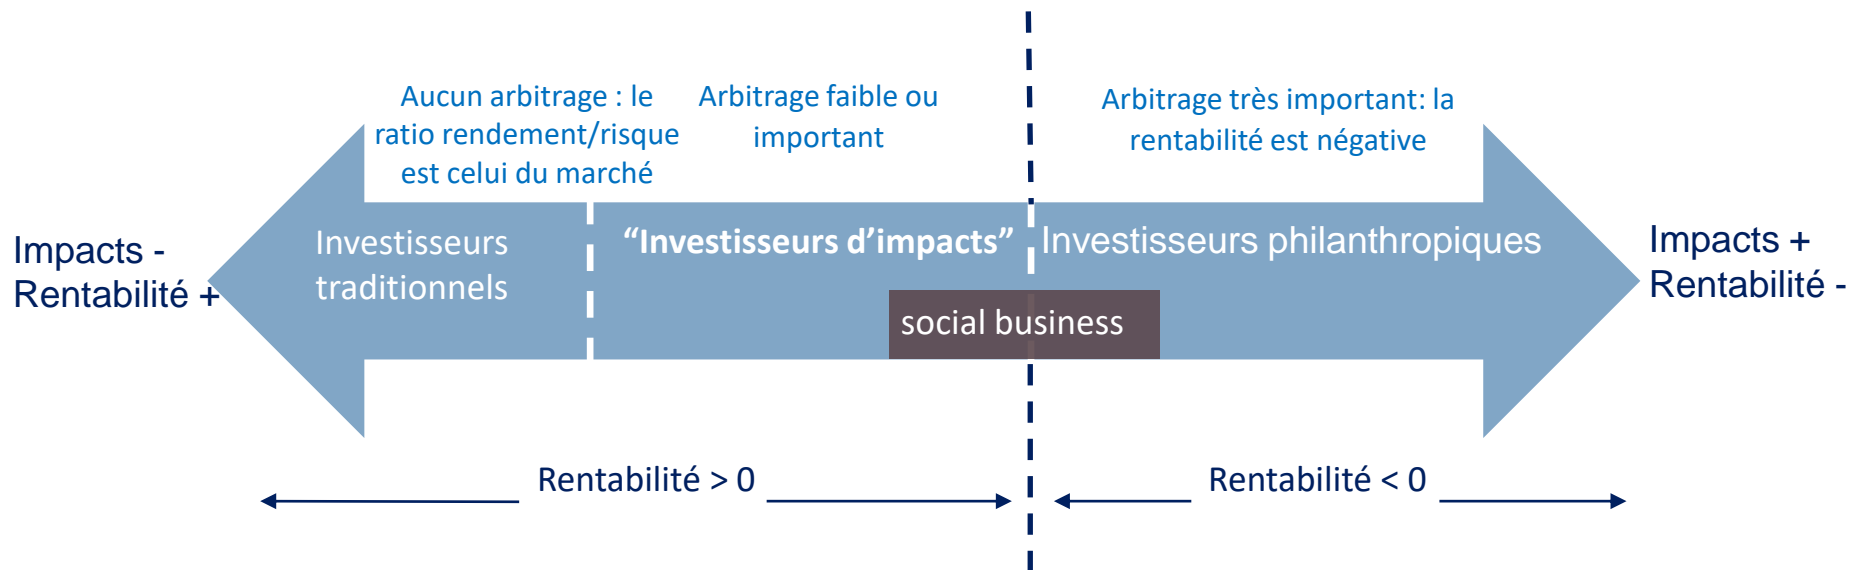 Aucun arbitrage : le
ratio rendement/risque
est celui du marché
Arbitrage faible ou
important
Arbitrage très important: la
rentabilité est négative
Impacts -
Rentabilité +
Investisseurs
traditionnels
“Investisseurs d’impacts”
Investisseurs philanthropiques
social business
Impacts +
Rentabilité -
Rentabilité > 0
Rentabilité < 0